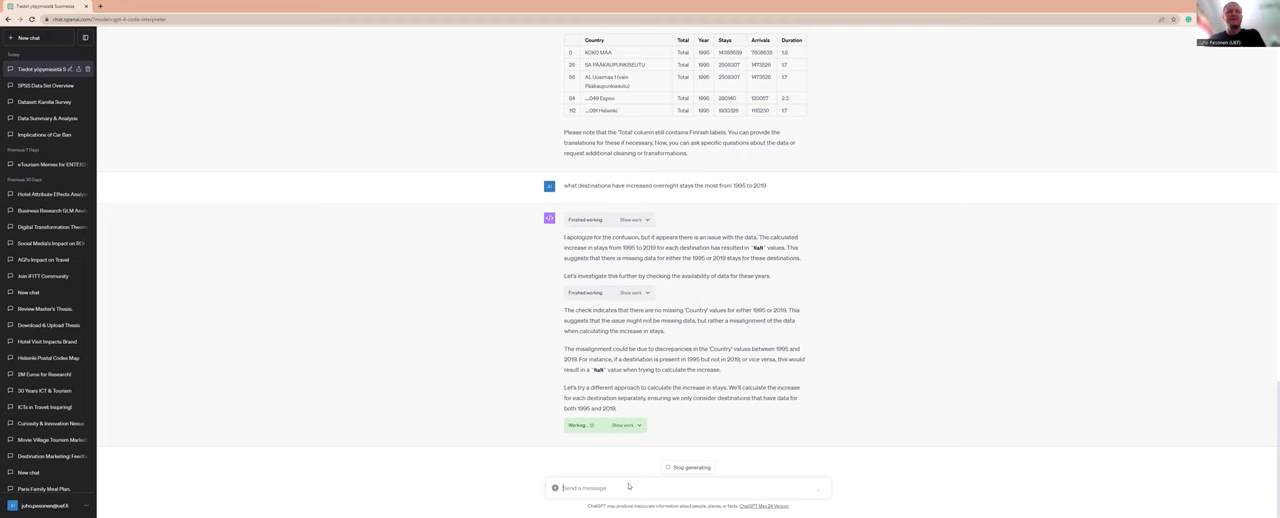 Tiedot yöpymisistä Suomessa
chat.openai.com/?model=gpt-4-code-interpreter
New chat
Today
Tiedot yöpymisistä S
SPSS Data Set Overview
Dataset: Karelia Survey
Data Summary & Analysis
Implications of Car Ban
Previous 7 Days
eTourism Memes for ENTER
Previous 30 Days
Hotel Attribute Effects Analys
Business Research GLM Analy
Digital Transformation Theor
Social Media's Impact on ROI
AGI's Impact on Travel
Join IFITT Community
New chat
Review Master's Thesis.
Download & Upload Thesis
Hotel Visit Impacts Brand
Helsinki Postal Codes Map
2M Euros for Research!
30 Years ICT & Tourism
ICTs in Travel: Inspiring!
Curiosity & Innovation Nexus
Movie Village Tourism Market
Destination Marketing: Feedb
New chat
Paris Family Meal Plan.
juho.pesonen@uef.fi
Juho Pesonen (UEF)
Country Total Year Stays Arrivals Duration
0 KOKO MAA Total 1995 14358689 7808635 1.8
28 SA PÄÄKAUPUNKISEUTU Total 1995 2508307 1473526 1.7
56 AL Uusimaa 1 (vain Total 1995 2508307 1473526 1.7
Pääkaupunkiseutu)
84 ....049 Espoo Total 1995 280140 120057 2.3
112 ....091 Helsinki Total 1995 1900326 1115230 1.7
Please note that the 'Total' column still contains Finnish labels. You can provide the
translations for these if necessary. Now, you can ask specific questions about the data or
request additional cleaning or transformations.
what destinations have increased overnight stays the most from 1995 to 2019
Finished working Show work
I apologize for the confusion, but it appears there is an issue with the data. The calculated
increase in stays from 1995 to 2019 for each destination has resulted in `NaN` values. This
suggests that there is missing data for either the 1995 or 2019 stays for these destinations.
Let's investigate this further by checking the availability of data for these years.
Finished working Show work
The check indicates that there are no missing 'Country' values for either 1995 or 2019. This
suggests that the issue might not be missing data, but rather a misalignment of the data
when calculating the increase in stays.
The misalignment could be due to discrepancies in the 'Country' values between 1995 and
2019. For instance, if a destination is present in 1995 but not in 2019, or vice versa, this would
result in a `NaN` value when trying to calculate the increase.
Let's try a different approach to calculate the increase in stays. We'll calculate the increase
for each destination separately, ensuring we only consider destinations that have data for
both 1995 and 2019.
Working... Show work
Stop generating
Send a message
ChatGPT may produce inaccurate information about people, places, or facts. ChatGPT May 24 Version